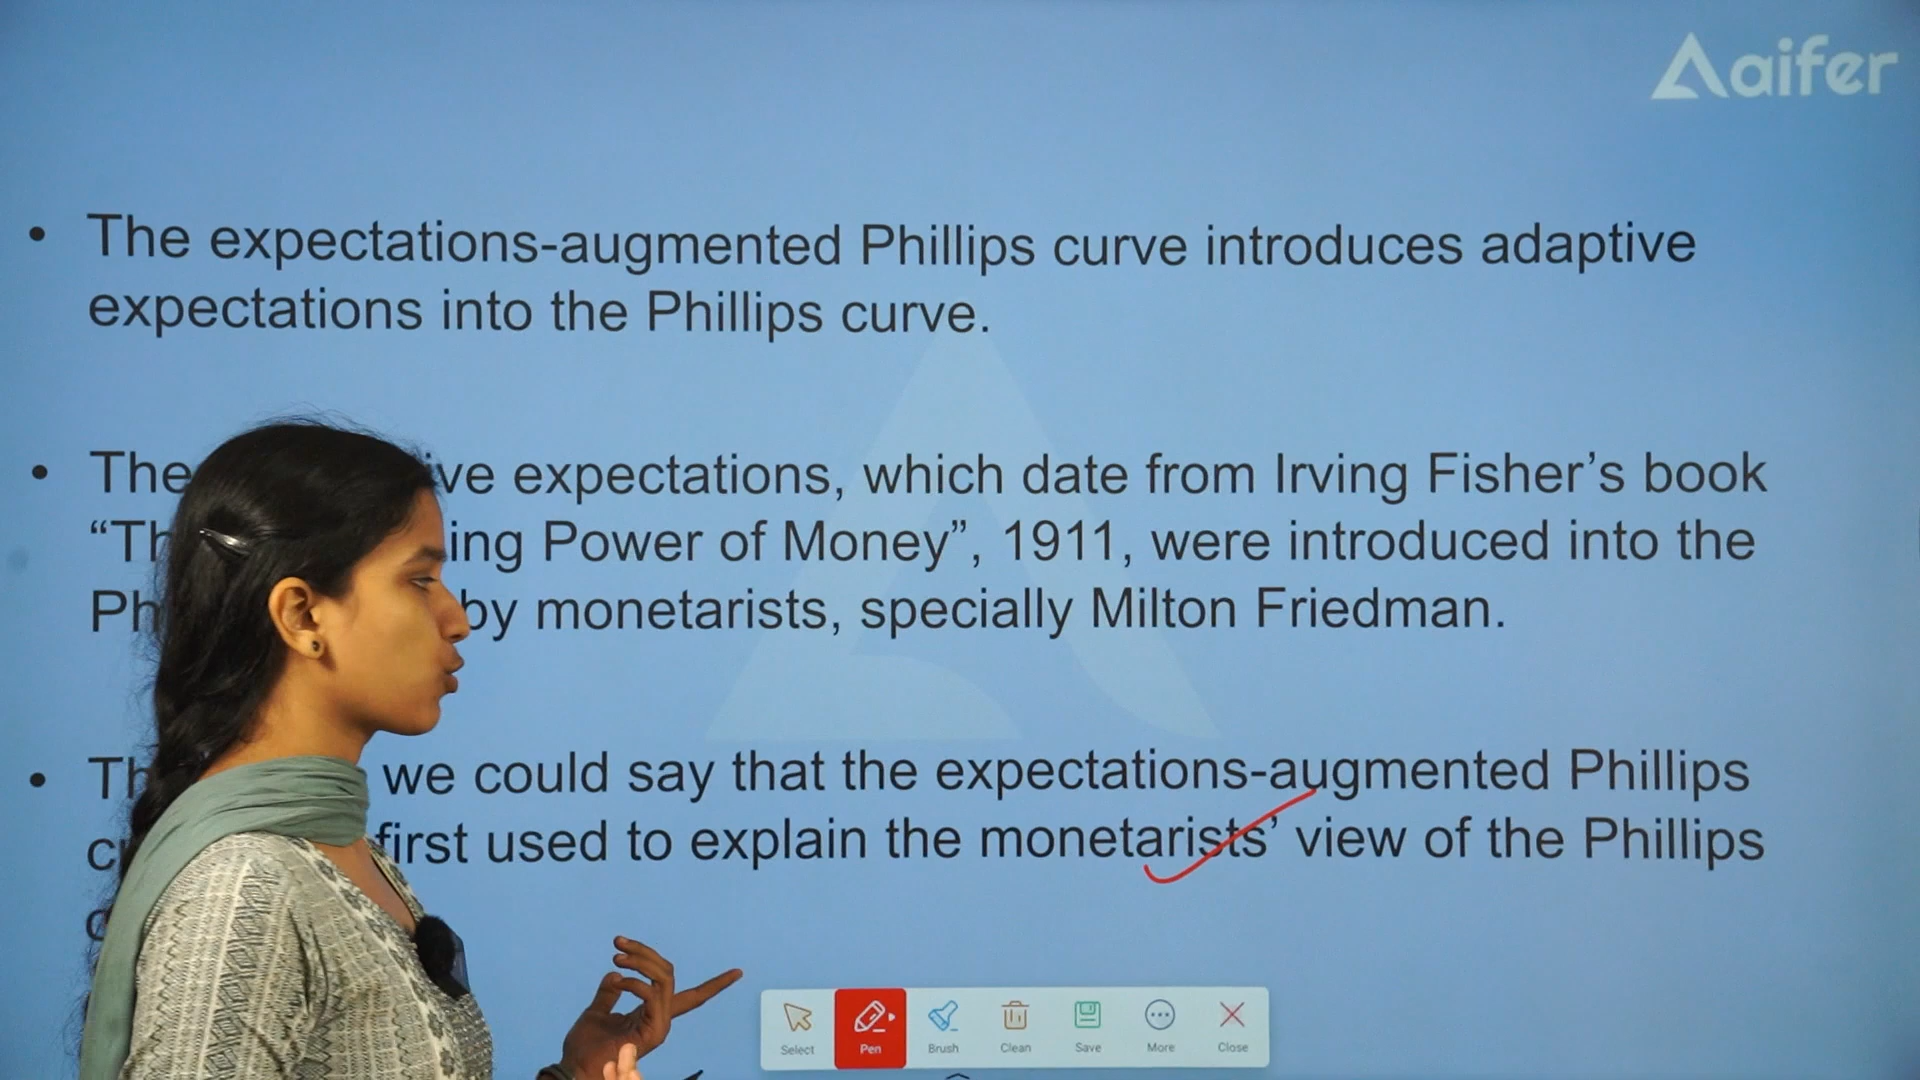 aifer
• The expectations-augmented Phillips curve introduces adaptive
expectations into the Phillips curve.
• The ive expectations, which date from Irving Fisher’s book
“Th ing Power of Money”, 1911, were introduced into the
Ph by monetarists, specially Milton Friedman.
• Th we could say that the expectations-augmented Phillips
first used to explain the monetarists’ view of the Phillips
Select Pen Brush Clean Save More Close